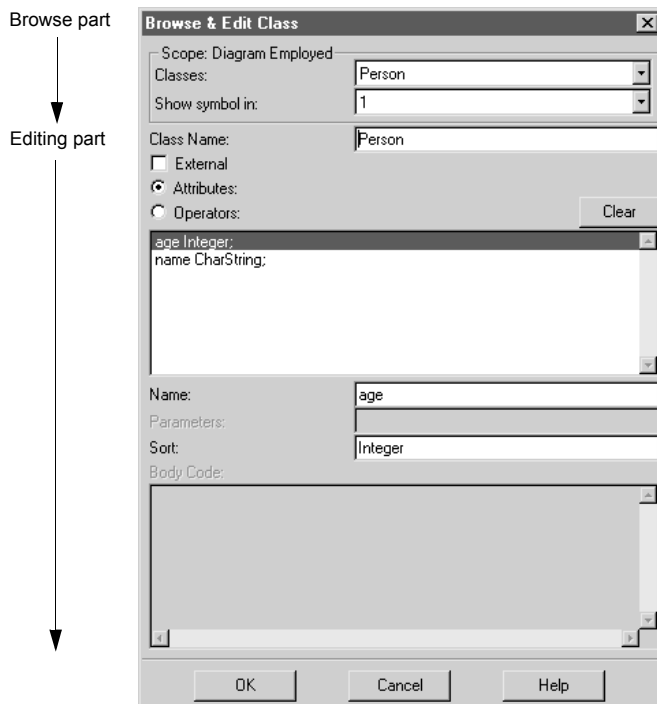 Browse part
Browse & Edit Class
Scope: Diagram Employed
Classes: Person
Show symbol in: 1
Editing part
Class Name: Person
External
Attributes:
Operators:
Clear
age Integer;
name CharString;
Name: age
Parameters:
Sort: Integer
Body Code:
OK Cancel Help